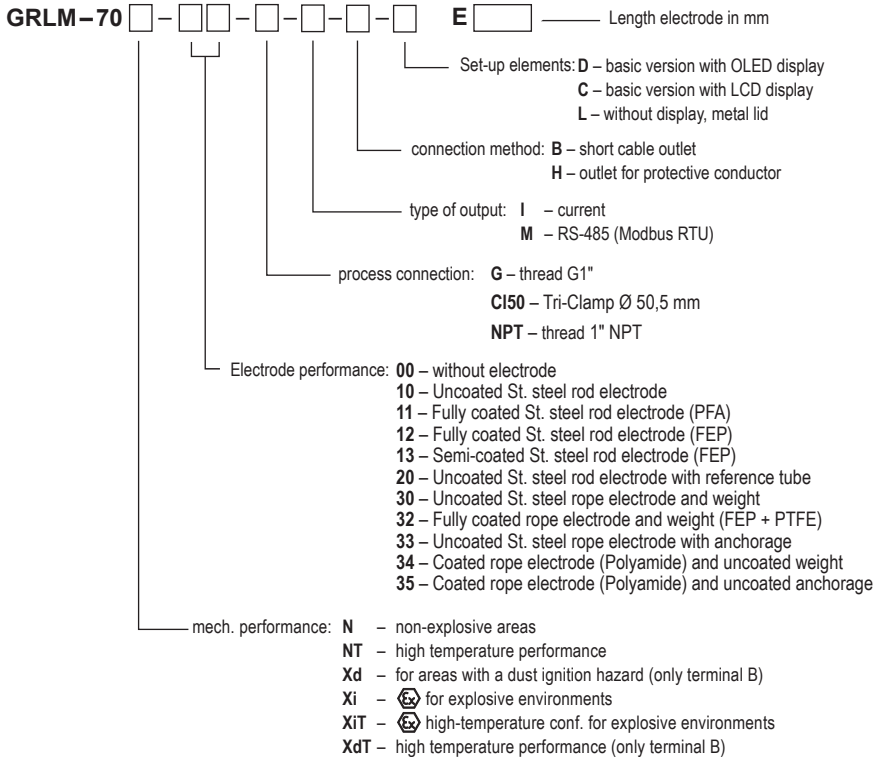 GRLM–70 – – – – – E Length electrode in mm
Set-up elements: D – basic version with OLED display
C – basic version with LCD display
L – without display, metal lid
connection method: B – short cable outlet
H – outlet for protective conductor
type of output: I – current
M – RS-485 (Modbus RTU)
process connection: G – thread G1"
Cl50 – Tri-Clamp Ø 50,5 mm
NPT – thread 1" NPT
Electrode performance: 00 – without electrode
10 – Uncoated St. steel rod electrode
11 – Fully coated St. steel rod electrode (PFA)
12 – Fully coated St. steel rod electrode (FEP)
13 – Semi-coated St. steel rod electrode (FEP)
20 – Uncoated St. steel rod electrode with reference tube
30 – Uncoated St. steel rope electrode and weight
32 – Fully coated rope electrode and weight (FEP + PTFE)
33 – Uncoated St. steel rope electrode with anchorage
34 – Coated rope electrode (Polyamide) and uncoated weight
35 – Coated rope electrode (Polyamide) and uncoated anchorage
mech. performance: N – non-explosive areas
NT – high temperature performance
Xd – for areas with a dust ignition hazard (only terminal B)
Xi – Ex for explosive environments
XiT – Ex high-temperature conf. for explosive environments
XdT – high temperature performance (only terminal B)